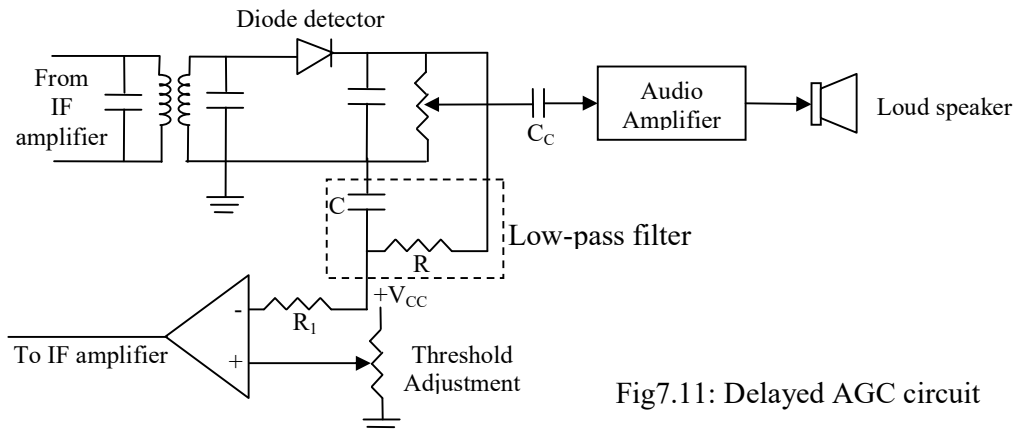 Diode detector
From
IF
amplifier
Audio
Amplifier
Loud speaker
C_C
C
R
Low-pass filter
+V_CC
-
R_1
+
To IF amplifier
Threshold
Adjustment
Fig7.11: Delayed AGC circuit